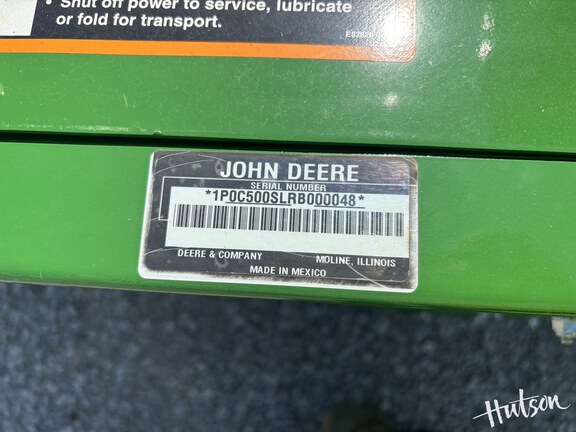 • Shut off power to service, lubricate
or fold for transport.
JOHN DEERE
SERIAL NUMBER
*1P0C500SLRB000048*
DEERE & COMPANY MOLINE, ILLINOIS
MADE IN MEXICO
Hutson